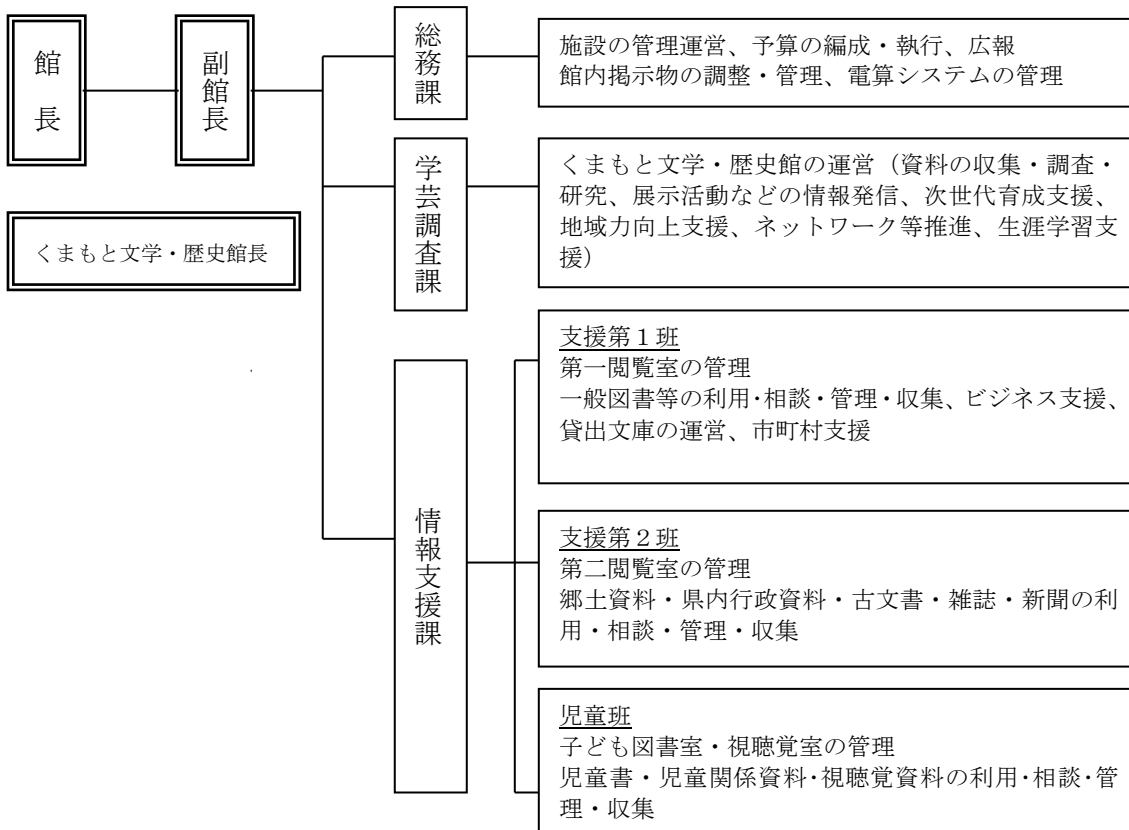 館長
副館長
くまもと文学・歴史館長
総務課
施設の管理運営、予算の編成・執行、広報
館内掲示物の調整・管理、電算システムの管理
学芸調査課
くまもと文学・歴史館の運営（資料の収集・調査・
研究、展示活動などの情報発信、次世代育成支援、
地域力向上支援、ネットワーク等推進、生涯学習支
援）
情報支援課
支援第１班
第一閲覧室の管理
一般図書等の利用･相談･管理･収集、ビジネス支援、
貸出文庫の運営、市町村支援
支援第２班
第二閲覧室の管理
郷土資料・県内行政資料・古文書・雑誌・新聞の利
用・相談・管理・収集
児童班
子ども図書室・視聴覚室の管理
児童書・児童関係資料･視聴覚資料の利用･相談･管
理・収集